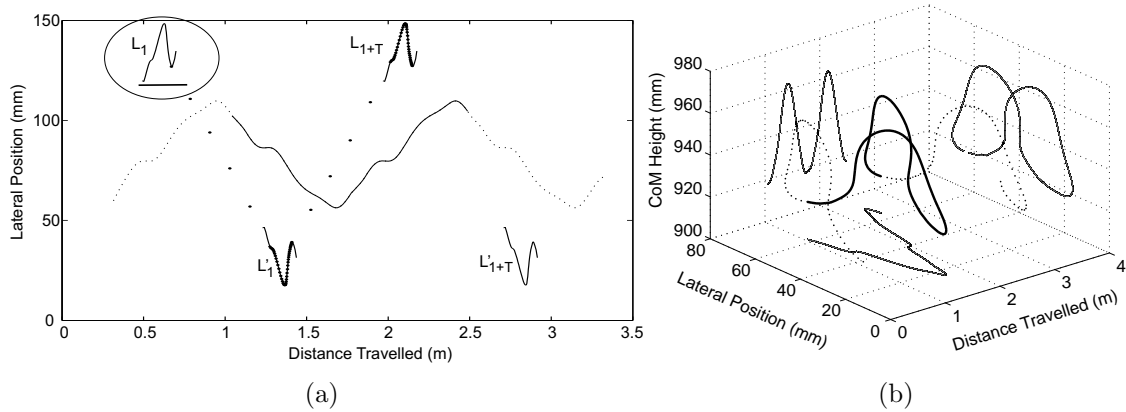 150
100
50
0
Lateral Position (mm)
L1
L1+T
L'1
L'1+T
0 0.5 1 1.5 2 2.5 3 3.5
Distance Travelled (m)
(a)
980
960
940
920
900
CoM Height (mm)
80
60
40
20
0
Lateral Position (mm)
0
1
2
3
4
Distance Travelled (m)
(b)